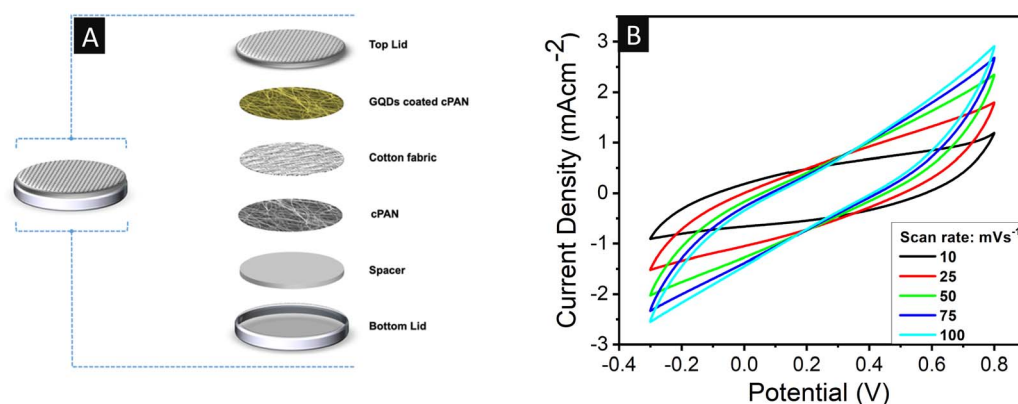 A
Top Lid
GQDs coated cPAN
Cotton fabric
cPAN
Spacer
Bottom Lid
B
Current Density (mAcm-2)
3
2
1
0
-1
-2
-3
-0.4 -0.2 0.0 0.2 0.4 0.6 0.8
Potential (V)
Scan rate: mVs-1
10
25
50
75
100